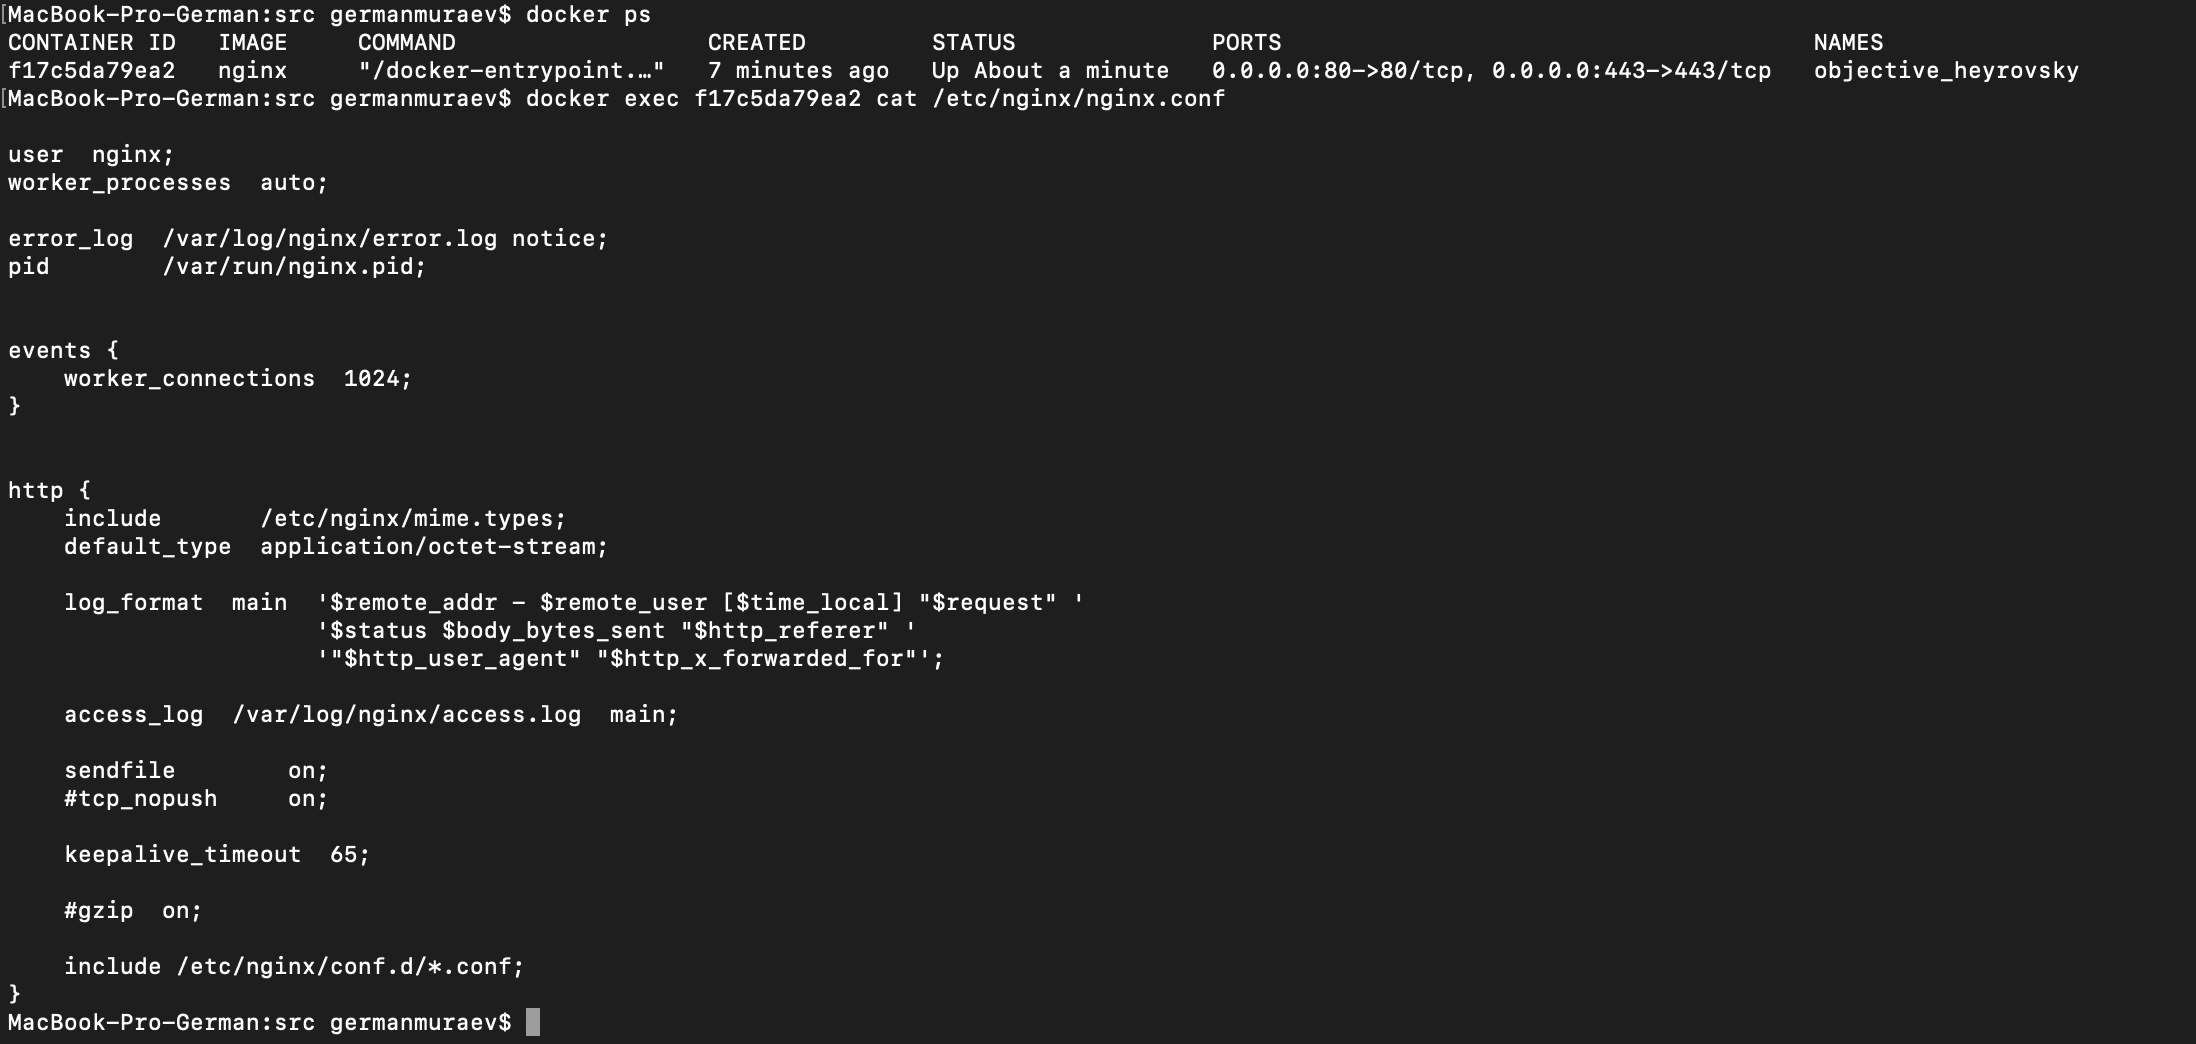 [MacBook-Pro-German:src germanmuraev$ docker ps
CONTAINER ID   IMAGE     COMMAND                  CREATED         STATUS              PORTS                                      NAMES
f17c5da79ea2   nginx     "/docker-entrypoint.…"   7 minutes ago   Up About a minute   0.0.0.0:80->80/tcp, 0.0.0.0:443->443/tcp   objective_heyrovsky
[MacBook-Pro-German:src germanmuraev$ docker exec f17c5da79ea2 cat /etc/nginx/nginx.conf

user  nginx;
worker_processes  auto;

error_log  /var/log/nginx/error.log notice;
pid        /var/run/nginx.pid;


events {
    worker_connections  1024;
}


http {
    include       /etc/nginx/mime.types;
    default_type  application/octet-stream;

    log_format  main  '$remote_addr - $remote_user [$time_local] "$request" '
                      '$status $body_bytes_sent "$http_referer" '
                      '"$http_user_agent" "$http_x_forwarded_for"';

    access_log  /var/log/nginx/access.log  main;

    sendfile        on;
    #tcp_nopush     on;

    keepalive_timeout  65;

    #gzip  on;

    include /etc/nginx/conf.d/*.conf;
}
MacBook-Pro-German:src germanmuraev$